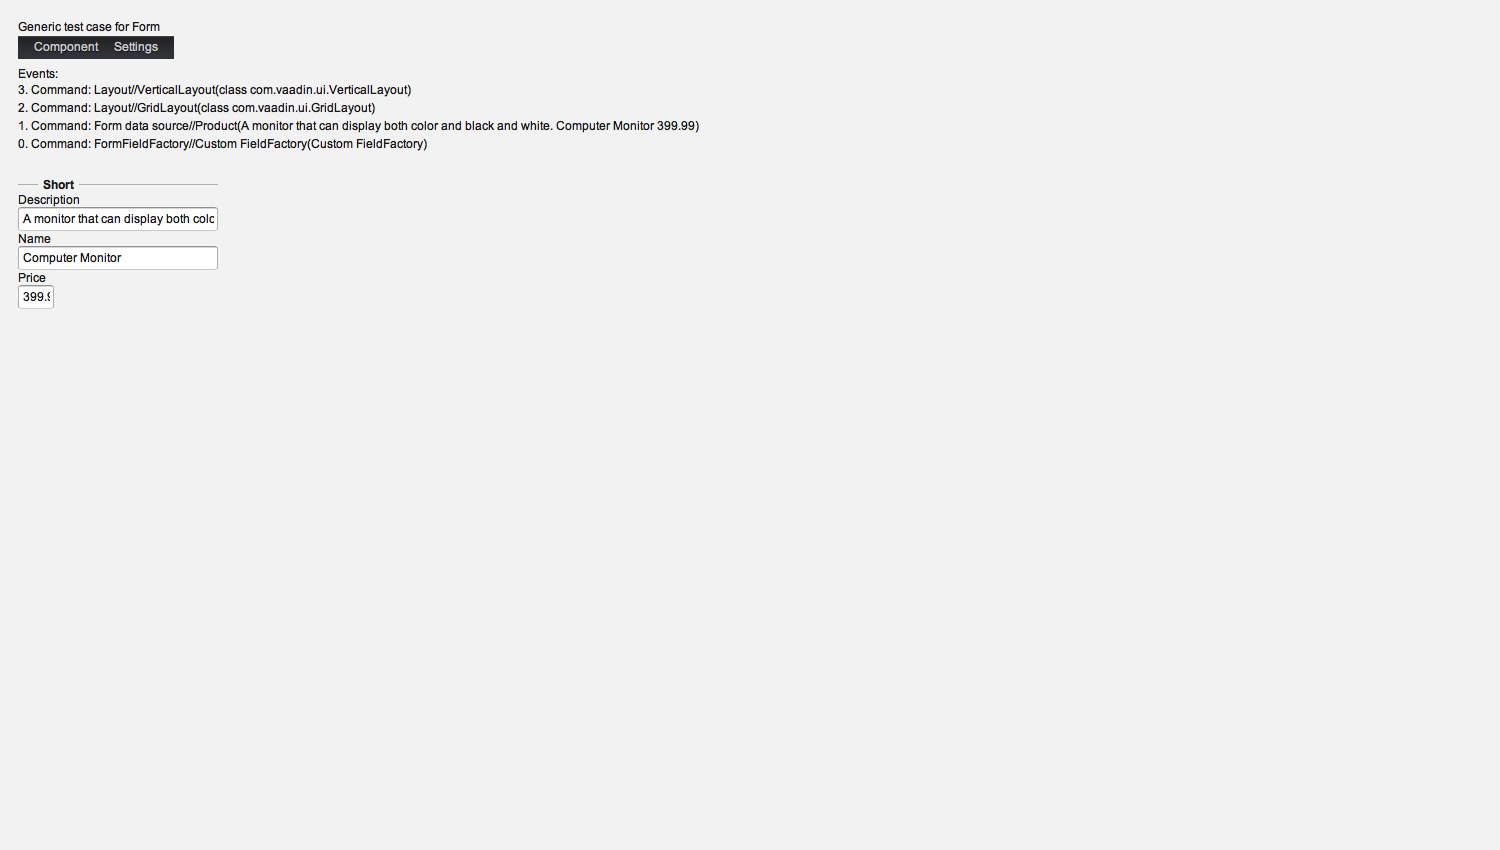 Generic test case for Form
Component Settings
Events:
3. Command: Layout//VerticalLayout(class com.vaadin.ui.VerticalLayout)
2. Command: Layout//GridLayout(class com.vaadin.ui.GridLayout)
1. Command: Form data source//Product(A monitor that can display both color and black and white. Computer Monitor 399.99)
0. Command: FormFieldFactory//Custom FieldFactory(Custom FieldFactory)
Short
Description
A monitor that can display both colo
Name
Computer Monitor
Price
399.9